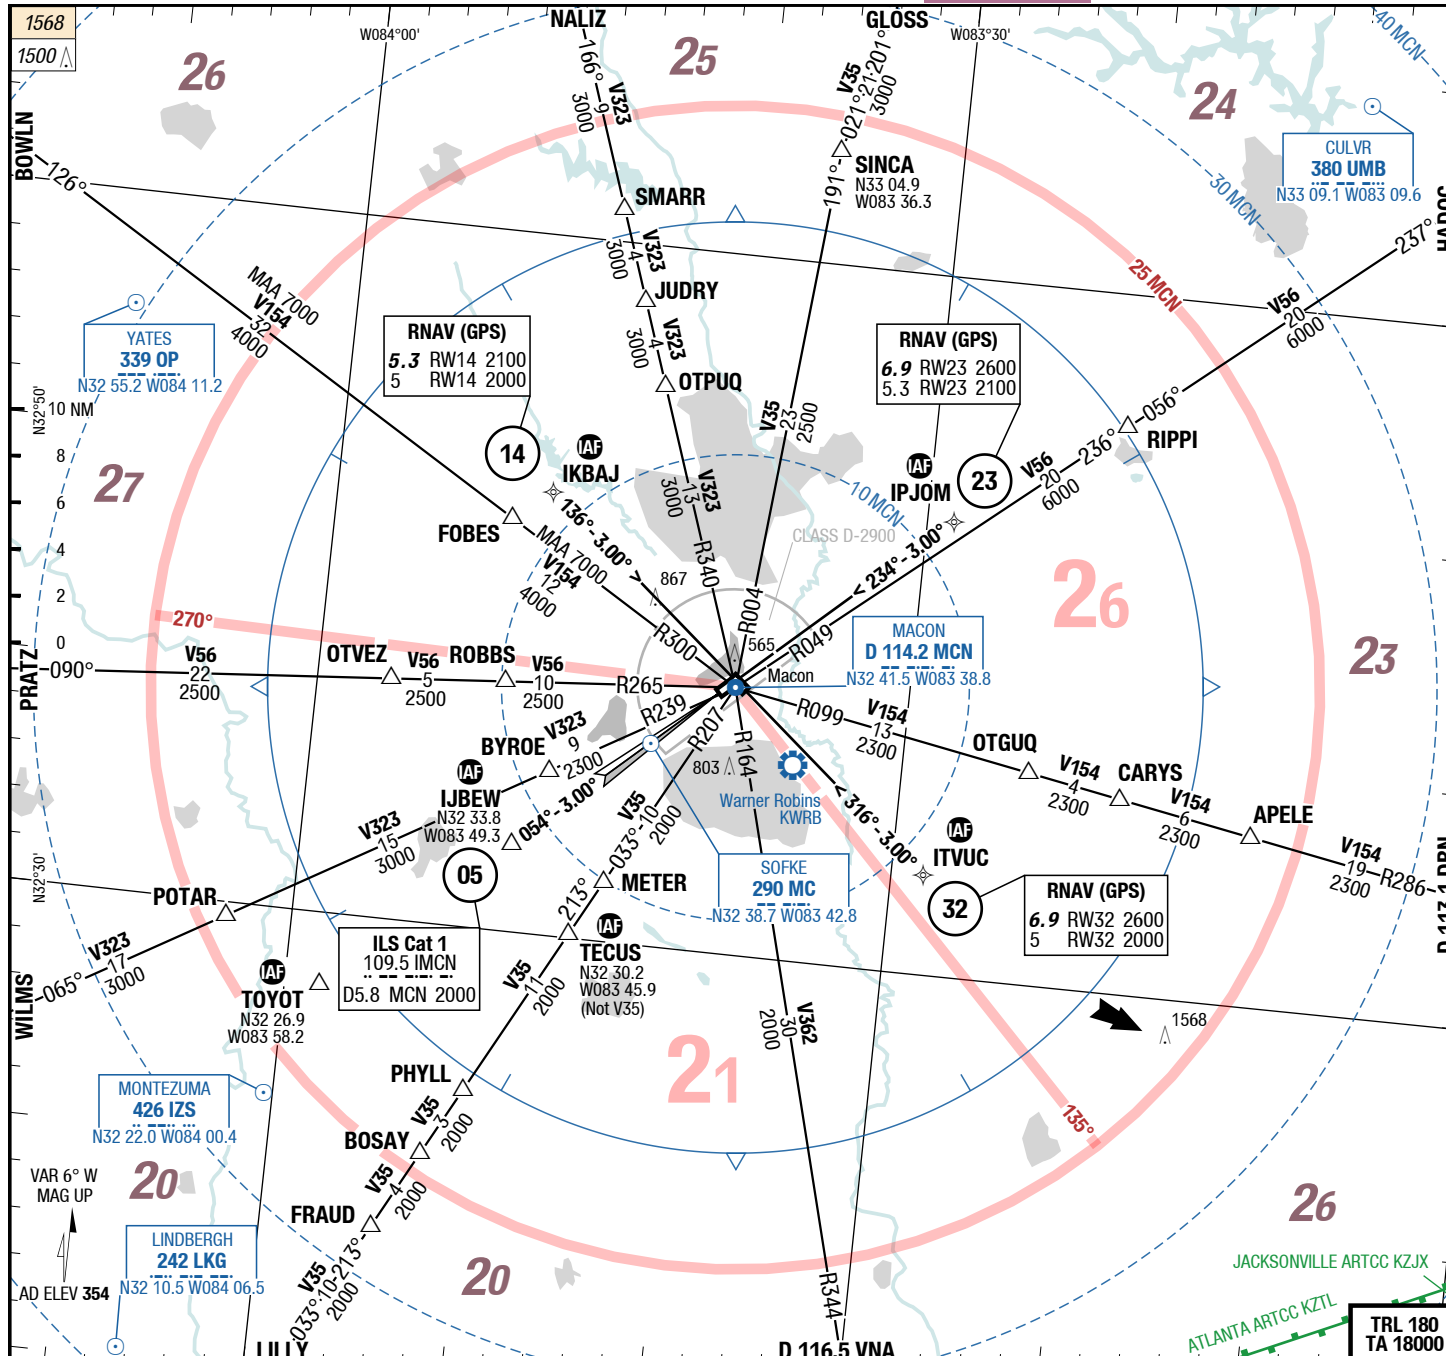 1568
1500
NALIZ
GLOSS
W084°00'
W083°30'
26
25
24
40 MCN
30 MCN
25 MCN
10 MCN
BOWLN
126°
166°
9
3000
V323
V35
021°·21·201°
3000
191°
SINCA
N33 04.9
W083 36.3
CULVR
380 UMB
N33 09.1 W083 09.6
HADOC
237°
SMARR
V323
4
3000
JUDRY
V323
4
3000
OTPUQ
MAA 7000
V154
32
4000
YATES
339 OP
N32 55.2 W084 11.2
RNAV (GPS)
5.3 RW14 2100
5 RW14 2000
14
RNAV (GPS)
6.9 RW23 2600
5.3 RW23 2100
23
V56
20
6000
056°
RIPPI
236°
V56
20
6000
V35
23
2500
N32°50'
10 NM
8
6
4
2
0
27
IAF
IKBAJ
IAF
IPJOM
FOBES
136°-3.00° >
MAA 7000
V154
12
4000
V323
13
3000
R340
R004
CLASS D-2900
< 234°-3.00°
26
867
565
R300
R049
Macon
MACON
D 114.2 MCN
N32 41.5 W083 38.8
23
270°
PRATZ
090°
V56
22
2500
OTVEZ
V56
5
2500
ROBBS
V56
10
2500
R265
R239
R207
R164
R099
V154
13
2300
OTGUQ
V154
4
2300
CARYS
V154
6
2300
APELE
V154
19
2300
R286
D 113.1 DBN
BYROE
V323
9
2300
IAF
IJBEW
N32 33.8
W083 49.3
054°-3.00°
05
803
Warner Robins
KWRB
< 316°-3.00°
IAF
ITVUC
32
RNAV (GPS)
6.9 RW32 2600
5 RW32 2000
SOFKE
290 MC
N32 38.7 W083 42.8
V35
033°-10
2000
METER
213°
IAF
TECUS
N32 30.2
W083 45.9
(Not V35)
V323
15
3000
POTAR
N32°30'
WILMS
065°
V323
17
3000
IAF
TOYOT
N32 26.9
W083 58.2
ILS Cat 1
109.5 IMCN
D5.8 MCN 2000
V35
11
2000
V362
30
2000
21
1568
135°
MONTEZUMA
426 IZS
N32 22.0 W084 00.4
PHYLL
V35
3
2000
BOSAY
V35
4
2000
FRAUD
20
VAR 6° W
MAG UP
AD ELEV 354
LINDBERGH
242 LKG
N32 10.5 W084 06.5
V35
033°·10·213°
2000
LILLY
20
R344
D 116.5 VNA
26
JACKSONVILLE ARTCC KZJX
ATLANTA ARTCC KZTL
TRL 180
TA 18000